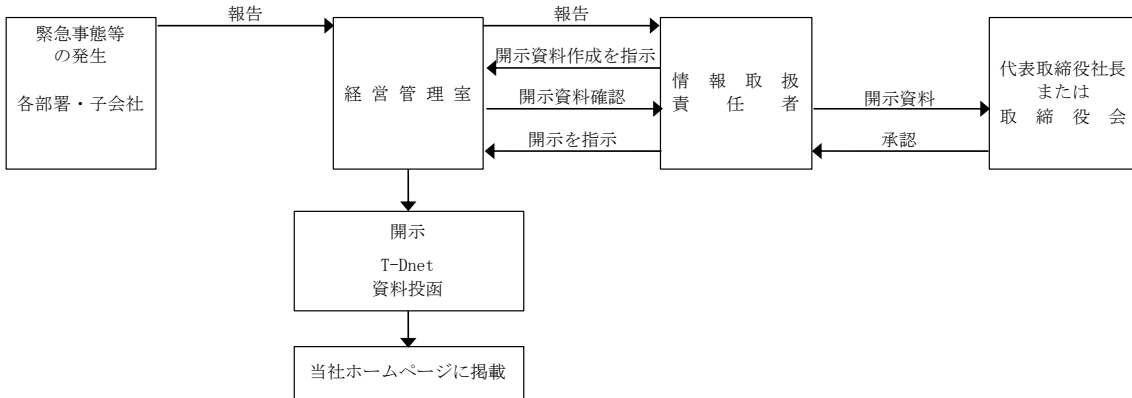 緊急事態等
の発生
各部署・子会社
報告
経営管理室
報告
開示資料作成を指示
開示資料確認
開示を指示
情報取扱
責任者
開示資料
承認
代表取締役社長
または
取締役会
開示
T-Dnet
資料投函
当社ホームページに掲載